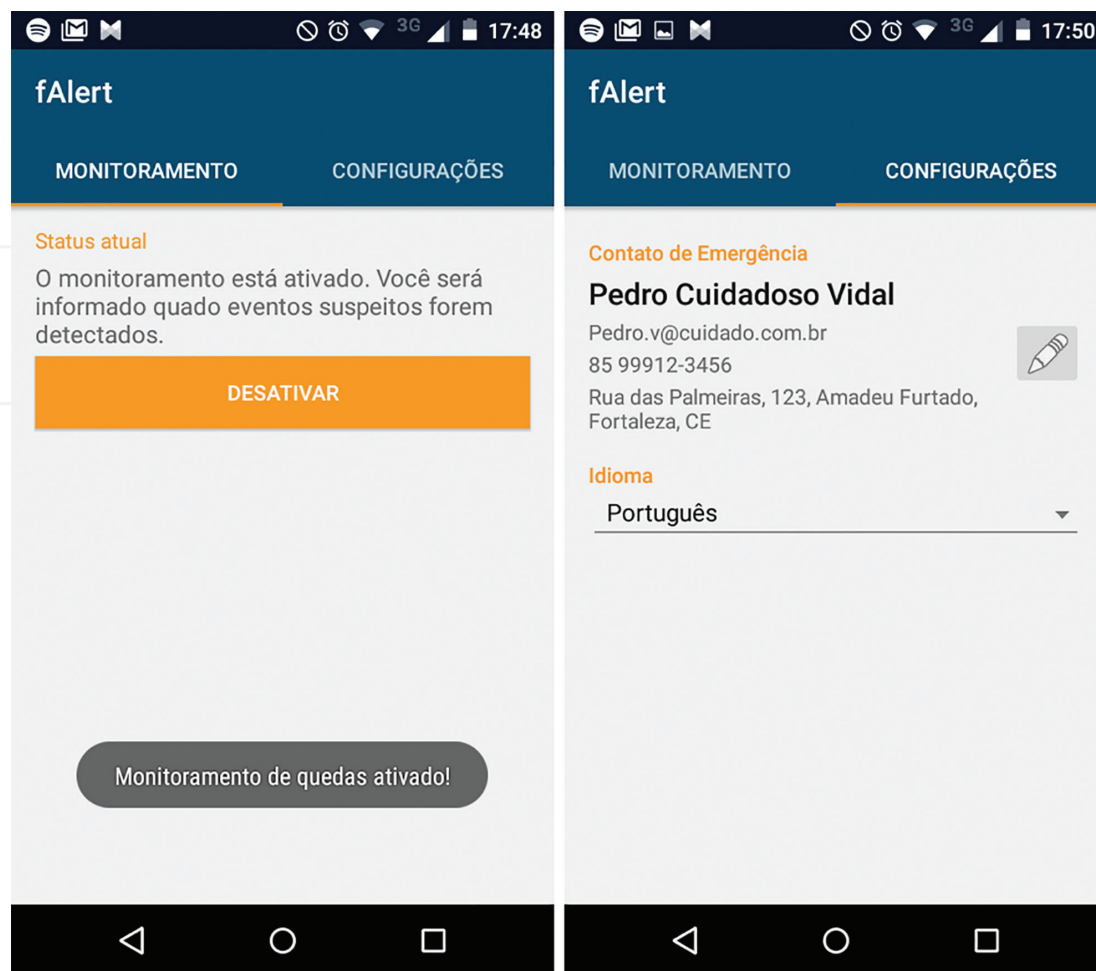 3G 17:48
fAlert
MONITORAMENTO CONFIGURAÇÕES
Status atual
O monitoramento está ativado. Você será
informado quado eventos suspeitos forem
detectados.
DESATIVAR
Monitoramento de quedas ativado!
3G 17:50
fAlert
MONITORAMENTO CONFIGURAÇÕES
Contato de Emergência
Pedro Cuidadoso Vidal
Pedro.v@cuidado.com.br
85 99912-3456
Rua das Palmeiras, 123, Amadeu Furtado,
Fortaleza, CE
Idioma
Português